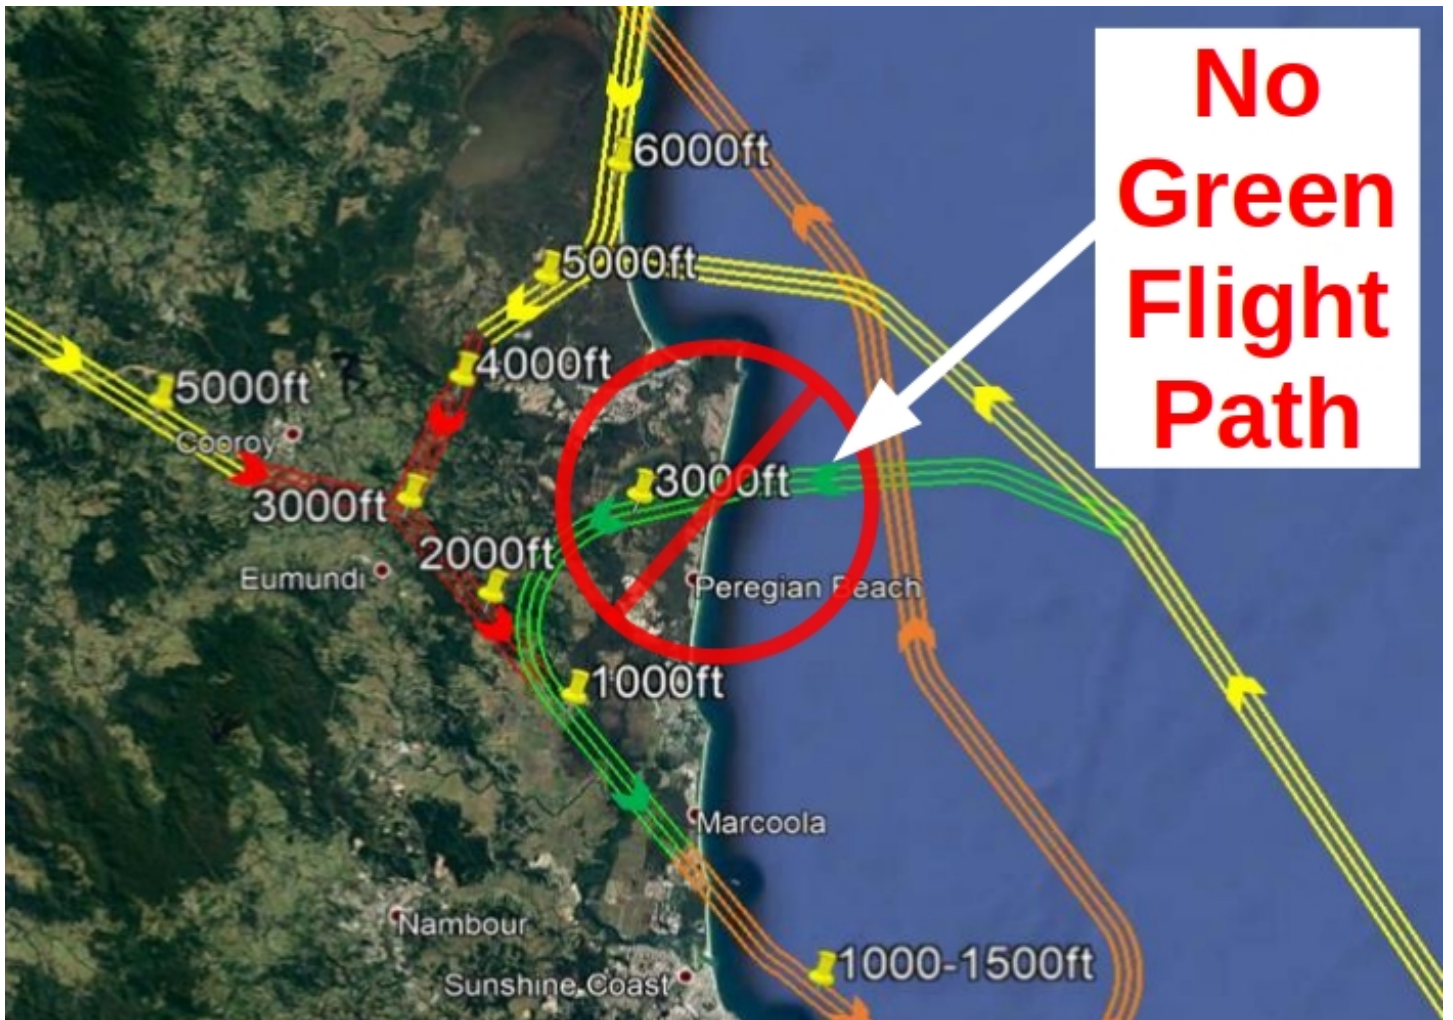 No
Green
Flight
Path
6000ft
5000ft
4000ft
5000ft
Cooroy
3000ft
3000ft
2000ft
Eumundi
Peregian Beach
1000ft
Marcoola
Nambour
1000-1500ft
Sunshine Coast